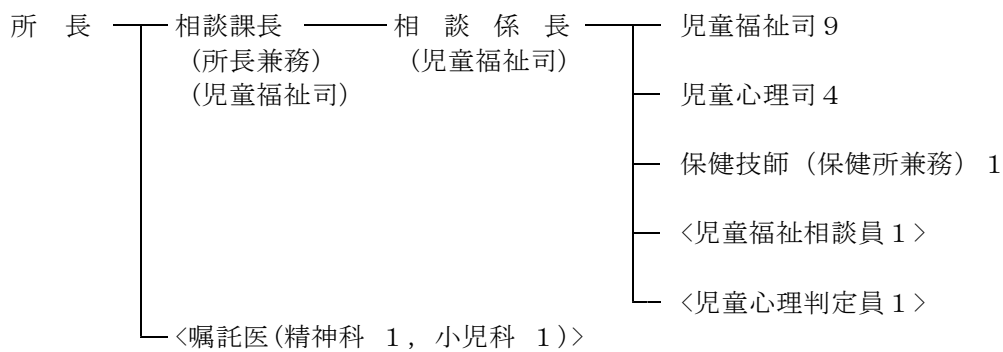 所　長　相談課長　相　談　係　長　児童福祉司９
(所長兼務)　(児童福祉司)
(児童福祉司)　児童心理司４
保健技師（保健所兼務）１
<児童福祉相談員１>
<児童心理判定員１>
<嘱託医(精神科　１，小児科　１)>